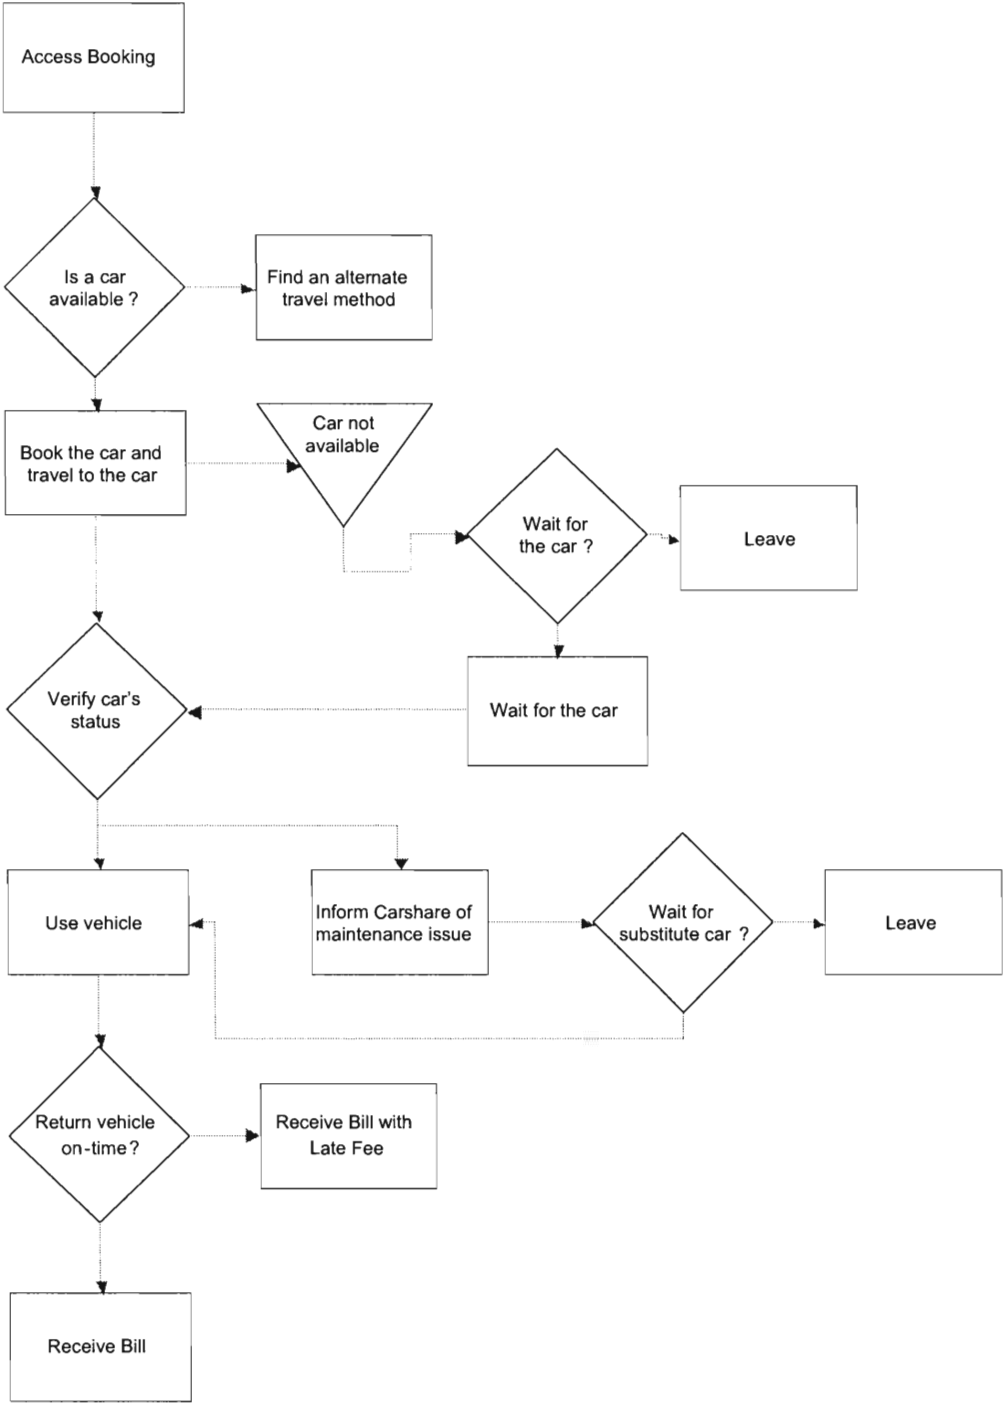 Access Booking
Is a car
available ?
Find an alternate
travel method
Book the car and
travel to the car
Car not
available
Wait for
the car ?
Leave
Verify car's
status
Wait for the car
Use vehicle
Inform Carshare of
maintenance issue
Wait for
substitute car ?
Leave
Return vehicle
on-time?
Receive Bill with
Late Fee
Receive Bill